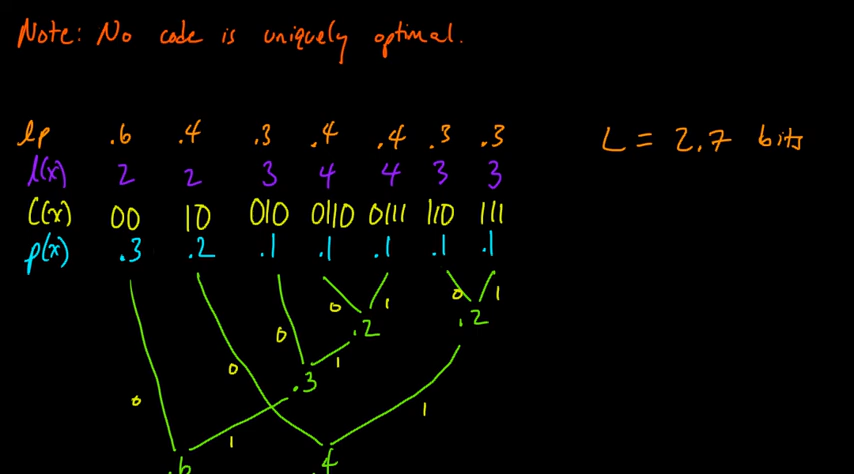 Note: No code is uniquely optimal.
lp .6 .4 .3 .4 .4 .3 .3 L = 2.7 bits
l(x) 2 2 3 4 4 3 3
C(x) 00 10 010 0110 0111 110 111
p(x) .3 .2 .1 .1 .1 .1 .1
0 1 0 1
.2 .2
0 1
0
.3
0 1 1
.6 .4